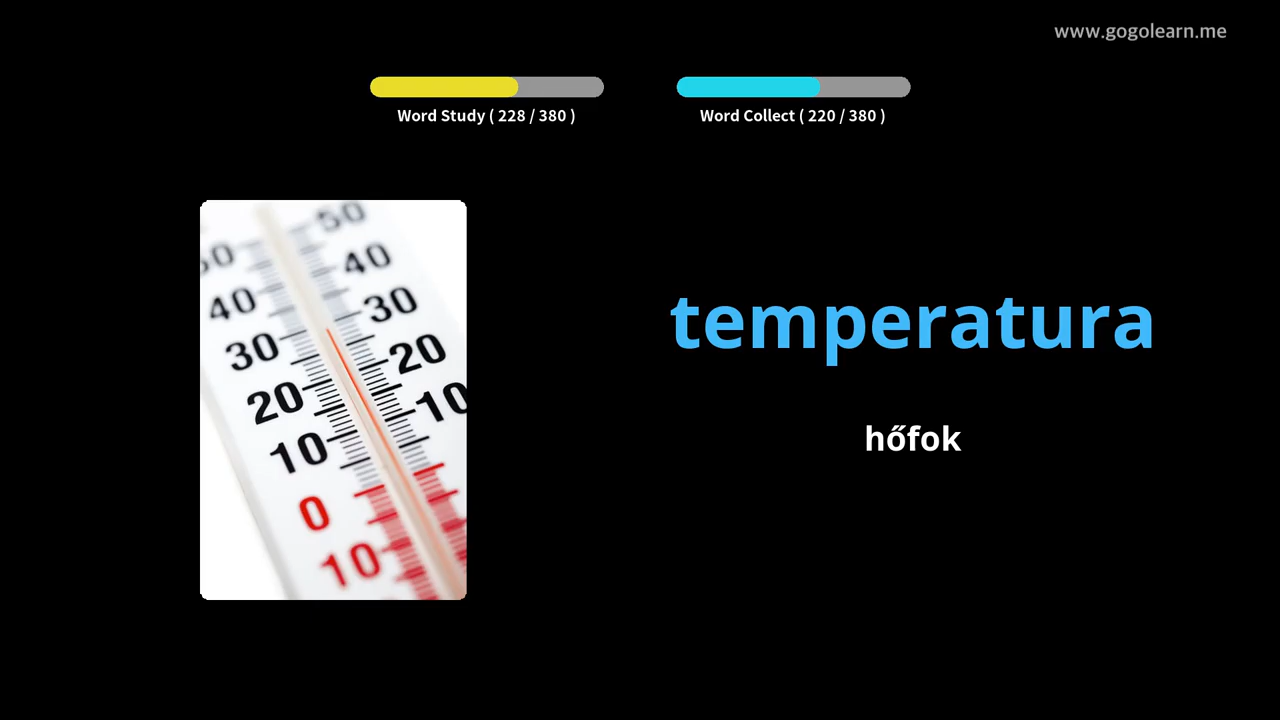 www.gogolearn.me
Word Study ( 228 / 380 )
Word Collect ( 220 / 380 )
50
40
40
30
30
20
20
10
10
0
10
temperatura
hőfok